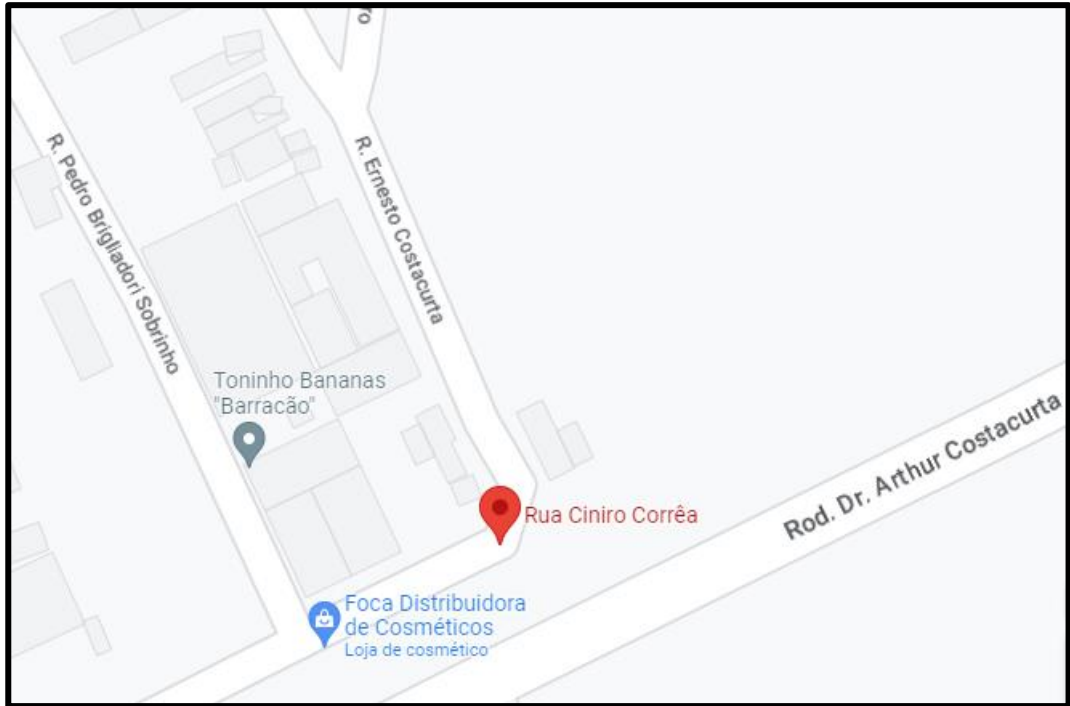 ro
R. Pedro Brigliadori Sobrinho
R. Ernesto Costacurta
Toninho Bananas
"Barracão"
Rod. Dr. Arthur Costacurta
Rua Ciniro Corrêa
Foca Distribuidora
de Cosméticos
Loja de cosmético